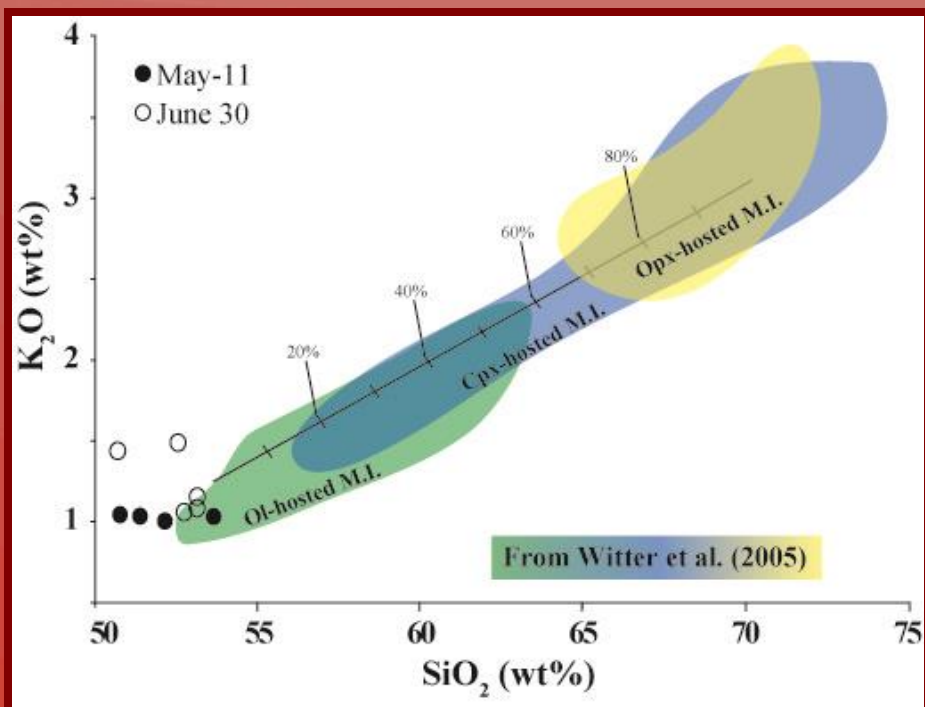 4
May-11
June 30
80%
3
K₂O (wt%)
60%
Opx-hosted M.I.
40%
Cpx-hosted M.I.
20%
2
Ol-hosted M.I.
1
From Witter et al. (2005)
50 55 60 65 70 75
SiO₂ (wt%)